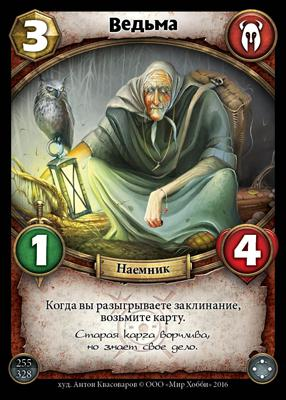 3
Ведьма
1
4
Наемник
Когда вы разыгрываете заклинание,
возьмите карту.
Старая карга ворчлива,
но знает свое дело.
255
328
худ. Антон Квасоваров © ООО «Мир Хобби» 2016